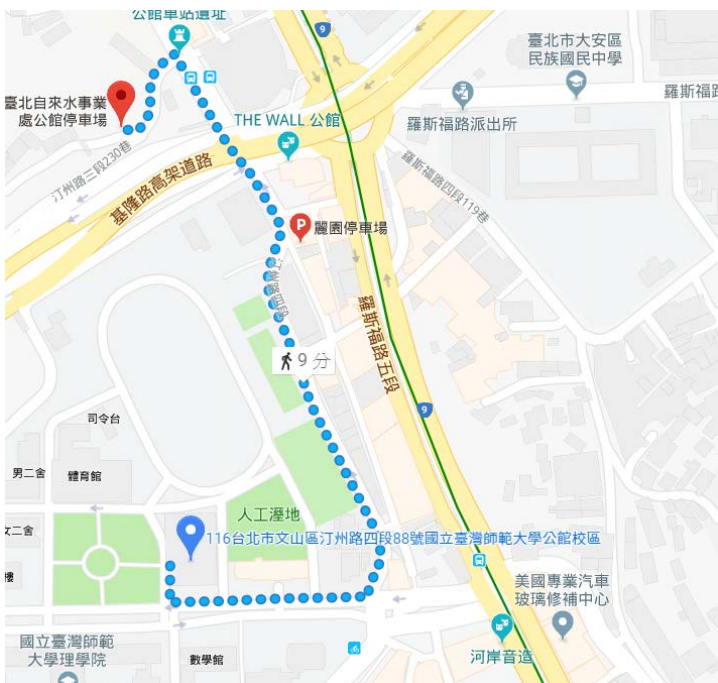 公館車站遺址
9
臺北市大安區
民族國民中學
臺北自來水事業
處公館停車場
THE WALL 公館
羅斯福路派出所
羅斯福路
汀州路三段230巷
基隆路高架道路
羅斯福路四段119巷
P
麗園停車場
汀州路四段
羅斯福路五段
9 分
9
司令台
男二舍
體育館
人工溼地
女二舍
116台北市文山區汀州路四段88號國立臺灣師範大學公館校區
樓
美國專業汽車
玻璃修補中心
國立臺灣師範
大學理學院
數學館
河岸音造